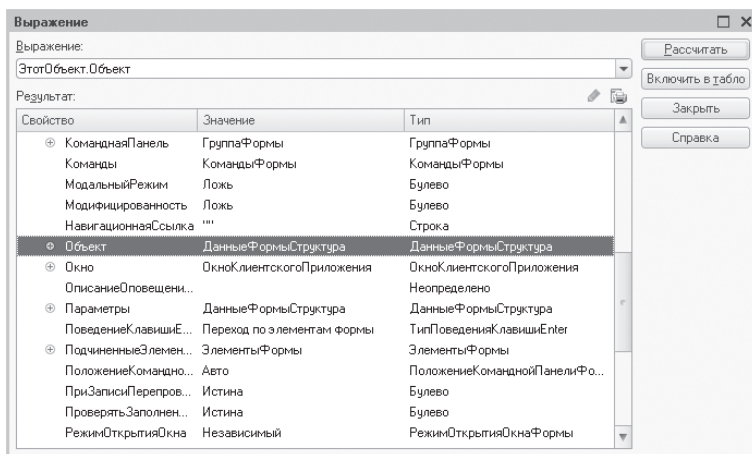 Выражение
Выражение:
ЭтотОбъект.Объект
Результат:
Свойство Значение Тип
КоманднаяПанель ГруппаФормы ГруппаФормы
Команды КомандыФормы КомандыФормы
МодальныйРежим Ложь Булево
Модифицированность Ложь Булево
НавигационнаяСсылка "" Строка
Объект ДанныеФормыСтруктура ДанныеФормыСтруктура
Окно ОкноКлиентскогоПриложения ОкноКлиентскогоПриложения
ОписаниеОповещени... Неопределено
Параметры ДанныеФормыСтруктура ДанныеФормыСтруктура
ПоведениеКлавишиE... Переход по элементам формы ТипПоведенияКлавишиEnter
ПодчиненныеЭлемен... ЭлементыФормы ЭлементыФормы
ПоложениеКомандно... Авто ПоложениеКоманднойПанелиФо...
ПриЗаписиПерепров... Истина Булево
ПроверятьЗаполнен... Истина Булево
РежимОткрытияОкна Независимый РежимОткрытияОкнаФормы
Рассчитать
Включить в табло
Закрыть
Справка